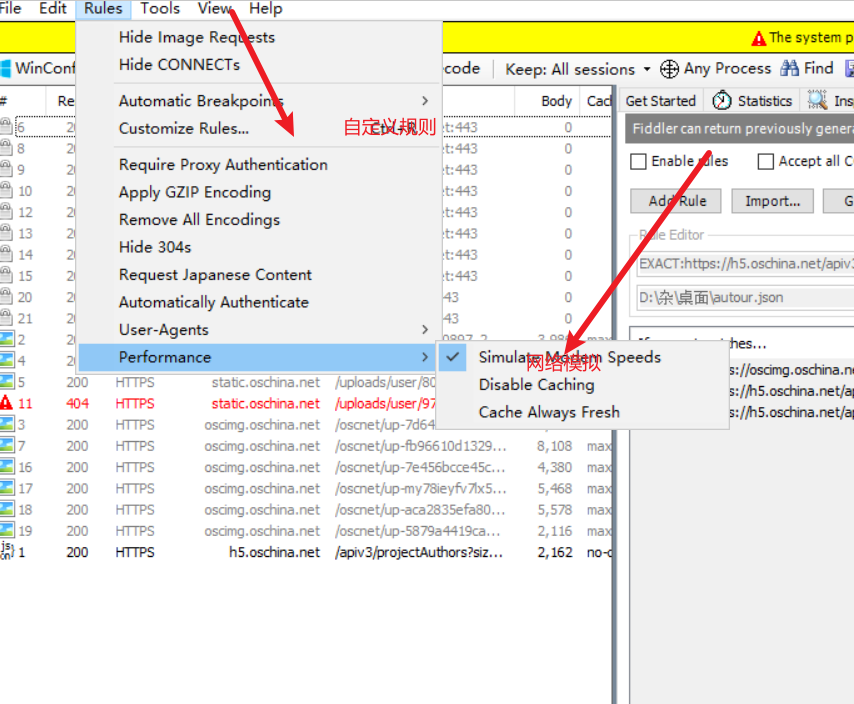 File Edit Rules Tools View Help
Hide Image Requests
Hide CONNECTs
Automatic Breakpoints
Customize Rules... 自定义规则
Require Proxy Authentication
Apply GZIP Encoding
Remove All Encodings
Hide 304s
Request Japanese Content
Automatically Authenticate
User-Agents
Performance
Simulate Modem Speeds
网络模拟
Disable Caching
Cache Always Fresh
The system p
WinConf
Keep: All sessions Any Process Find
# Re Body Cach
6 20 et:443 0
8 20 et:443 0
9 20 et:443 0
10 20 et:443 0
12 20 et:443 0
13 20 et:443 0
14 20 et:443 0
15 20 et:443 0
20 20 43 0
21 20 43 0
2 20
4 20
5 200 HTTPS static.oschina.net /uploads/user/80
11 404 HTTPS static.oschina.net /uploads/user/97
3 200 HTTPS oscimg.oschina.net /oscnet/up-7d64
7 200 HTTPS oscimg.oschina.net /oscnet/up-fb96610d1329... 8,108 max
16 200 HTTPS oscimg.oschina.net /oscnet/up-7e456bcce45c... 4,380 max
17 200 HTTPS oscimg.oschina.net /oscnet/up-my78ieyfv7lx5... 5,468 max
18 200 HTTPS oscimg.oschina.net /oscnet/up-aca2835efa80... 5,578 max
19 200 HTTPS oscimg.oschina.net /oscnet/up-5879a4419ca... 2,116 max
1 200 HTTPS h5.oschina.net /apiv3/projectAuthors?siz... 2,162 no-c
Get Started Statistics Ins
Fiddler can return previously genera
Enable rules Accept all C
Add Rule Import... G
Rule Editor
EXACT:https://h5.oschina.net/apiv3
D:\杂\桌面\autour.json
s://oscimg.oschina.ne
s://h5.oschina.net/ap
s://h5.oschina.net/ap